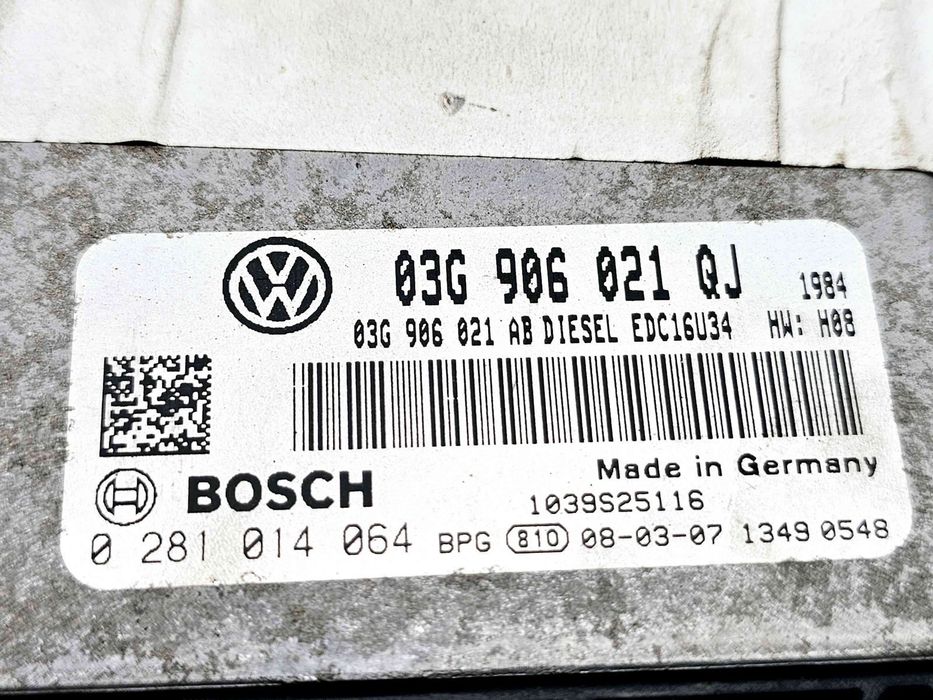 03G 906 021 QJ 1984
03G 906 021 AB DIESEL EDC16U34 HW: H08
Made in Germany
BOSCH 1039S25116
0 281 014 064 BPG 810 08-03-07 1349 0548